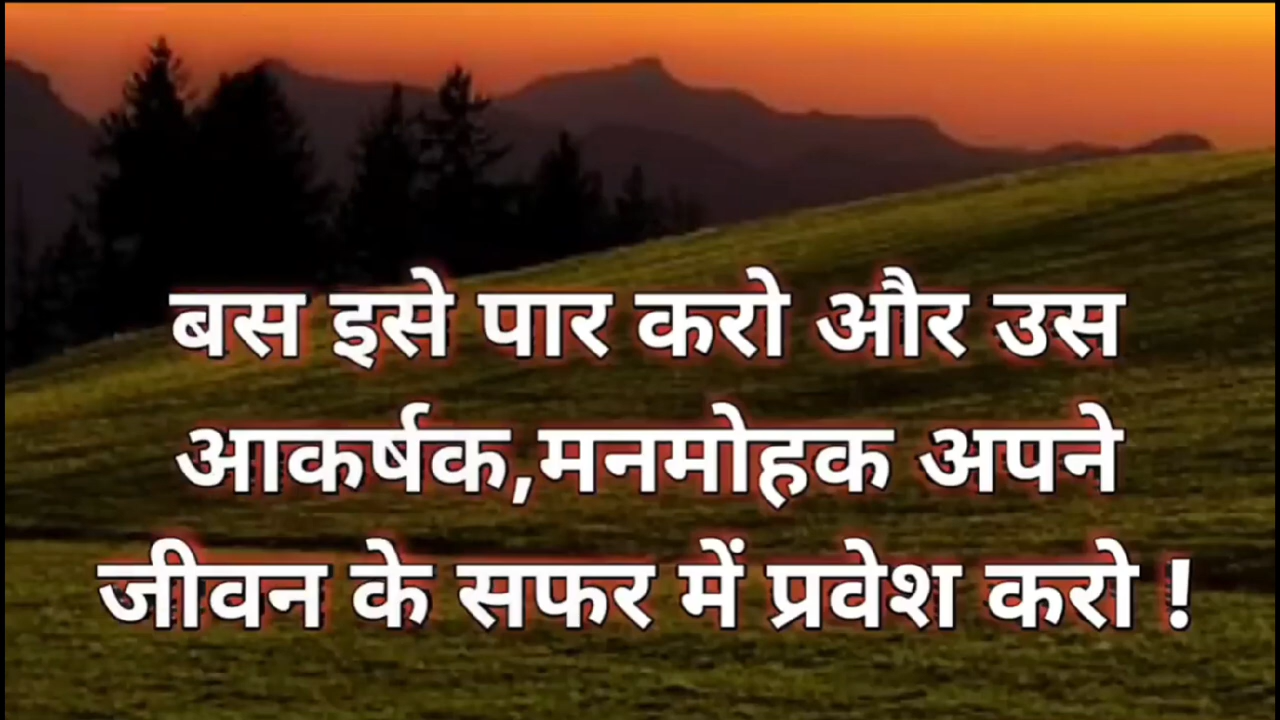 बस इसे पार करो और उस
आकर्षक,मनमोहक अपने
जीवन के सफर में प्रवेश करो !